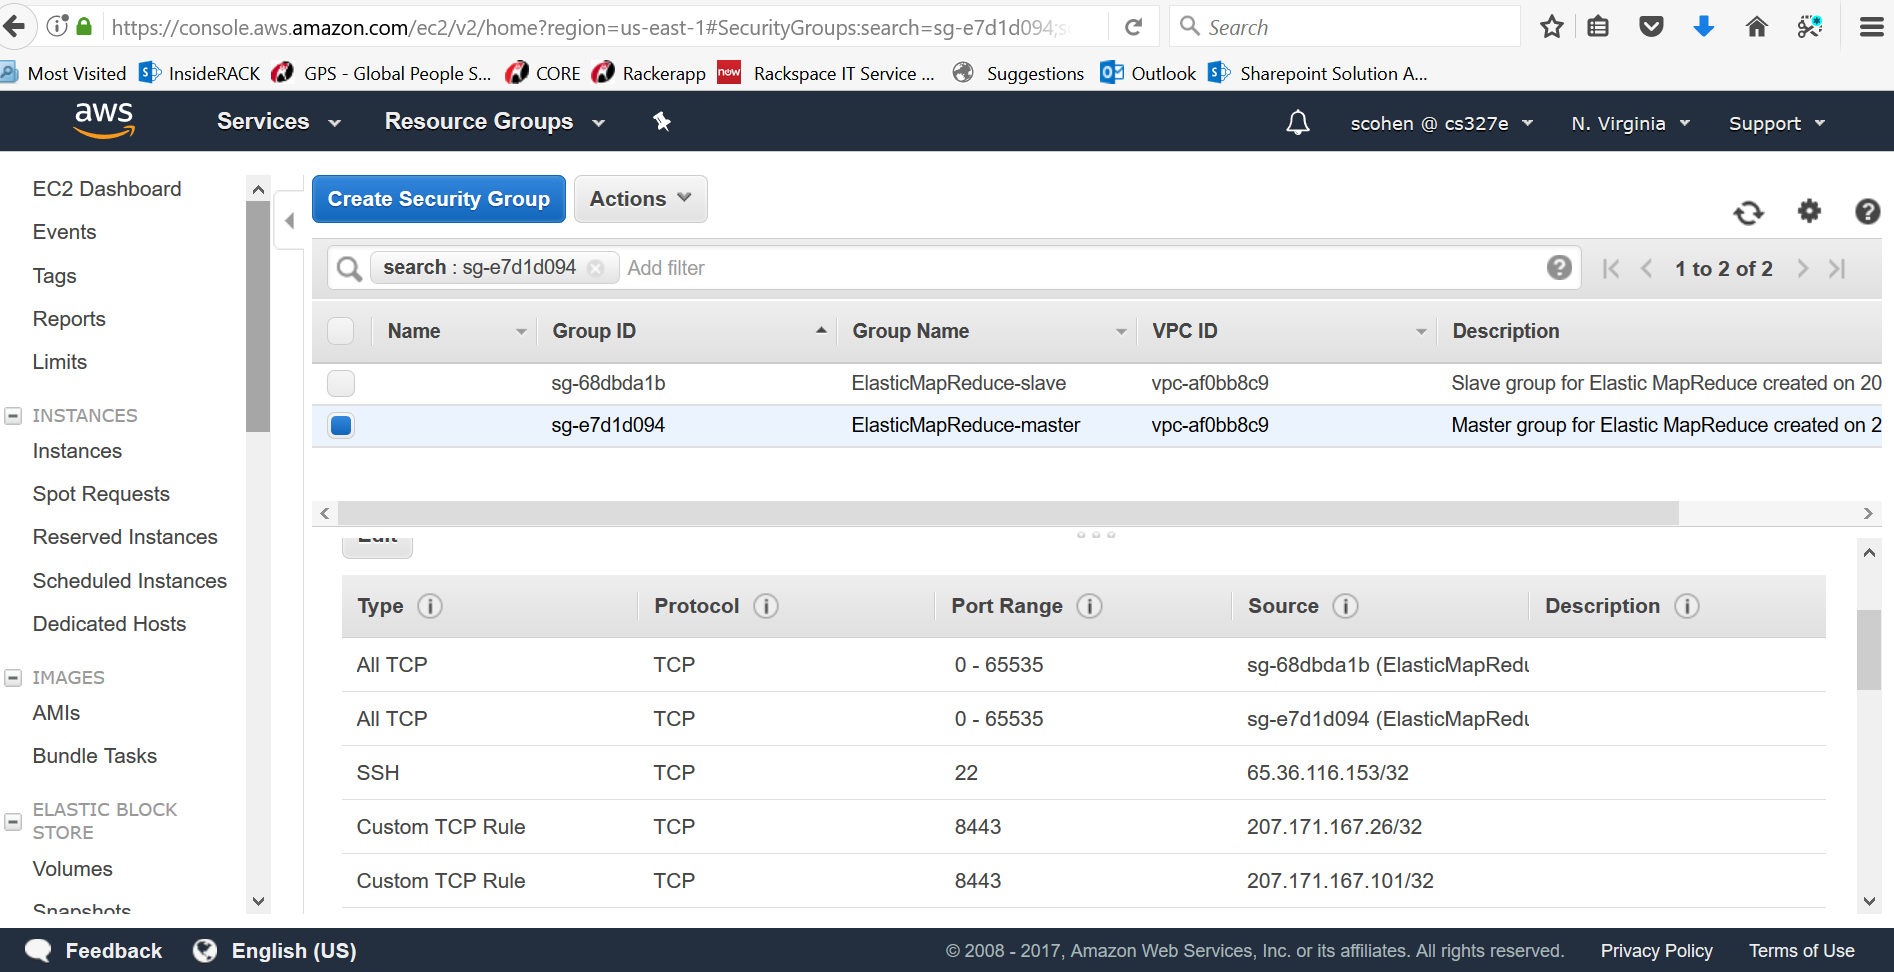 https://console.aws.amazon.com/ec2/v2/home?region=us-east-1#SecurityGroups:search=sg-e7d1d094;s
Search
Most Visited InsideRACK GPS - Global People S... CORE Rackerapp now Rackspace IT Service ... Suggestions Outlook Sharepoint Solution A...
aws Services Resource Groups scohen @ cs327e N. Virginia Support
EC2 Dashboard
Events
Tags
Reports
Limits
INSTANCES
Instances
Spot Requests
Reserved Instances
Scheduled Instances
Dedicated Hosts
IMAGES
AMIs
Bundle Tasks
ELASTIC BLOCK
STORE
Volumes
Snapshots
Create Security Group Actions
search : sg-e7d1d094 Add filter 1 to 2 of 2
Name Group ID Group Name VPC ID Description
sg-68dbda1b ElasticMapReduce-slave vpc-af0bb8c9 Slave group for Elastic MapReduce created on 20
sg-e7d1d094 ElasticMapReduce-master vpc-af0bb8c9 Master group for Elastic MapReduce created on 2
Edit
Type Protocol Port Range Source Description
All TCP TCP 0 - 65535 sg-68dbda1b (ElasticMapRedu
All TCP TCP 0 - 65535 sg-e7d1d094 (ElasticMapRedu
SSH TCP 22 65.36.116.153/32
Custom TCP Rule TCP 8443 207.171.167.26/32
Custom TCP Rule TCP 8443 207.171.167.101/32
Feedback English (US) © 2008 - 2017, Amazon Web Services, Inc. or its affiliates. All rights reserved. Privacy Policy Terms of Use